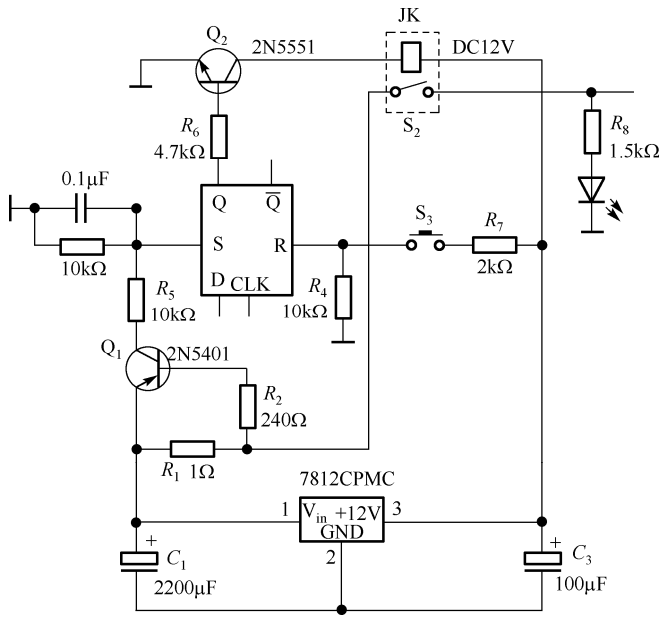 JK
Q₂
2N5551
DC12V
S₂
R₆
4.7kΩ
R₈
1.5kΩ
0.1μF
Q
Q̅
S₃
R₇
S
R
10kΩ
2kΩ
D
CLK
R₄
10kΩ
R₅
10kΩ
Q₁
2N5401
R₂
240Ω
R₁ 1Ω
7812CPMC
1
Vin +12V
3
GND
2
+
C₁
2200μF
+
C₃
100μF